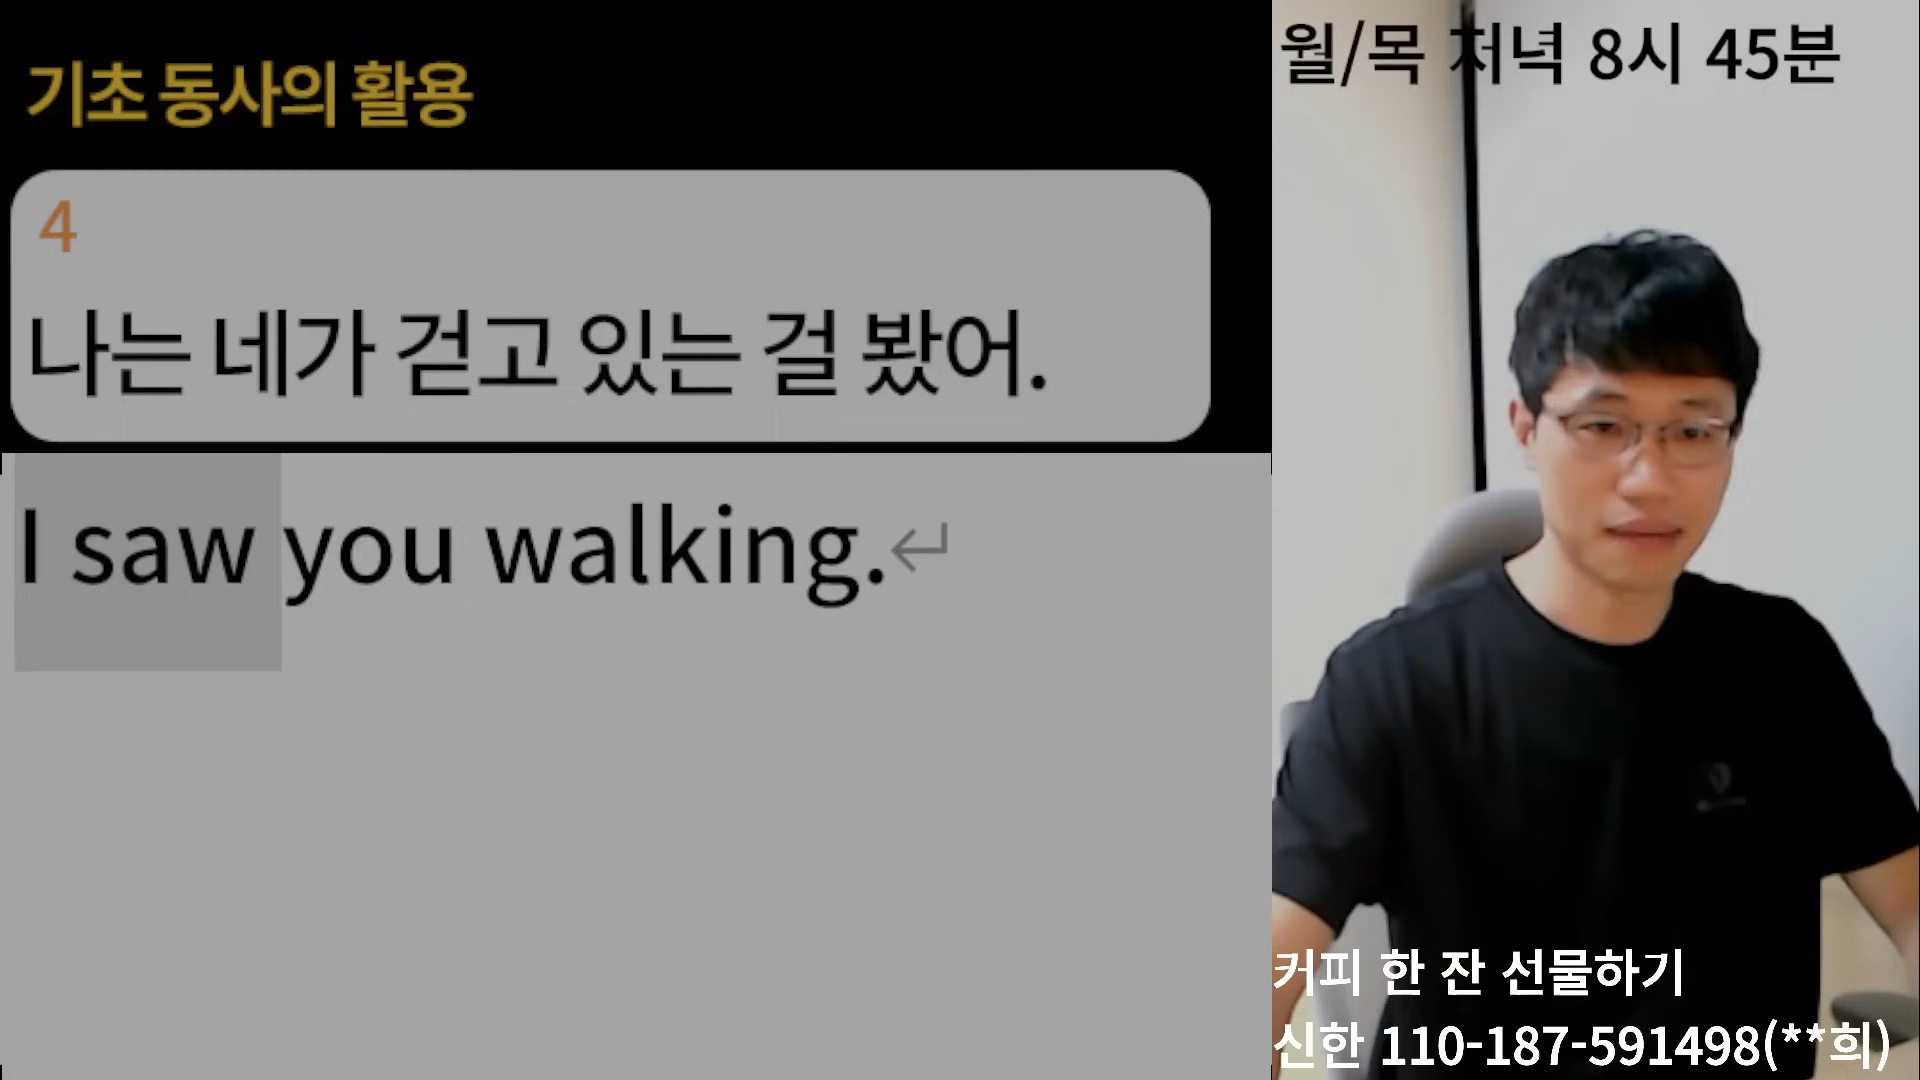 기초 동사의 활용
4
나는 네가 걷고 있는 걸 봤어.
I saw you walking.↵
월/목 저녁 8시 45분
커피 한 잔 선물하기
신한 110-187-591498(**희)